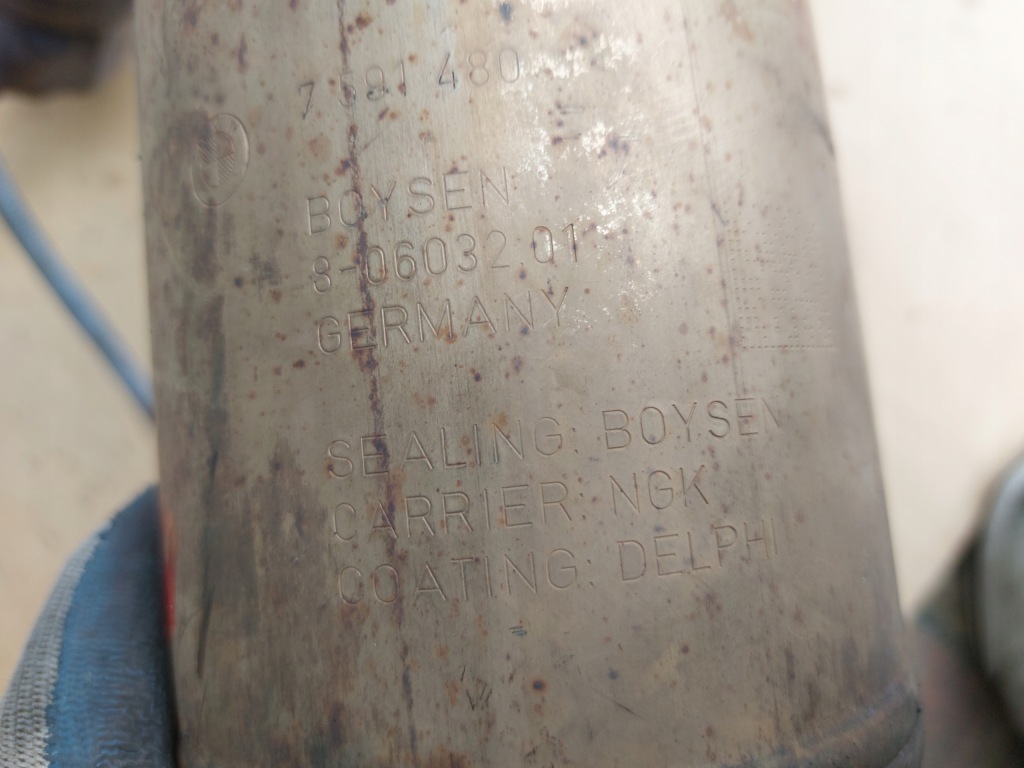 7 591 480
BOYSEN
8-06032.01
GERMANY
SEALING: BOYSEN
CARRIER: NGK
COATING: DELPHI